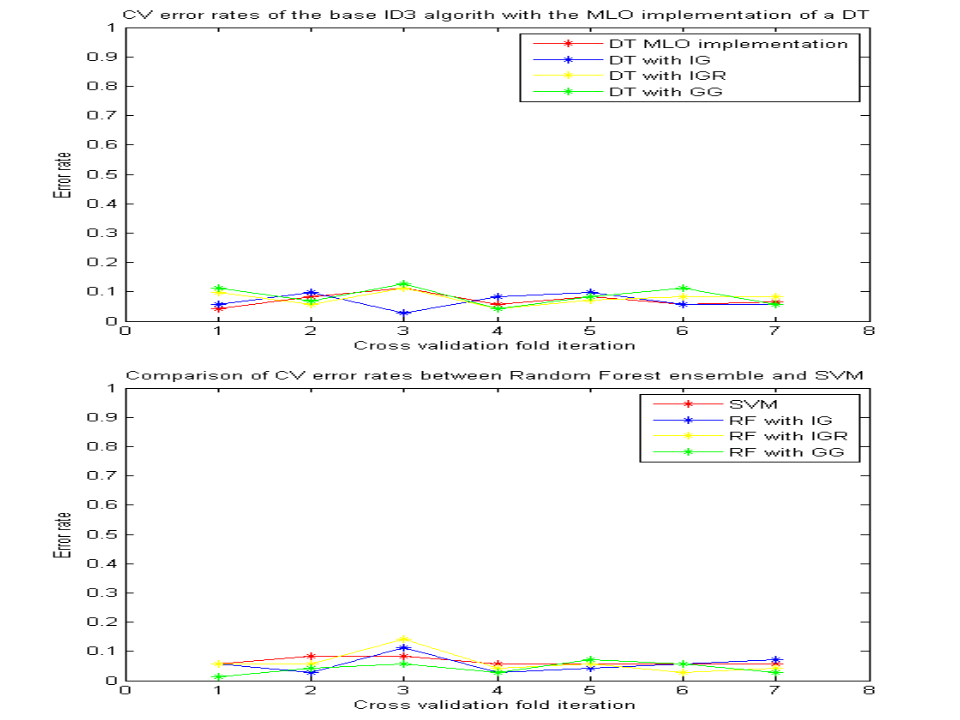 CV error rates of the base ID3 algorith with the MLO implementation of a DT
1
0.9
0.8
0.7
0.6
0.5
0.4
0.3
0.2
0.1
0
Error rate
DT MLO implementation
DT with IG
DT with IGR
DT with GG
0 1 2 3 4 5 6 7 8
Cross validation fold iteration
Comparison of CV error rates between Random Forest ensemble and SVM
1
0.9
0.8
0.7
0.6
0.5
0.4
0.3
0.2
0.1
0
Error rate
SVM
RF with IG
RF with IGR
RF with GG
0 1 2 3 4 5 6 7 8
Cross validation fold iteration